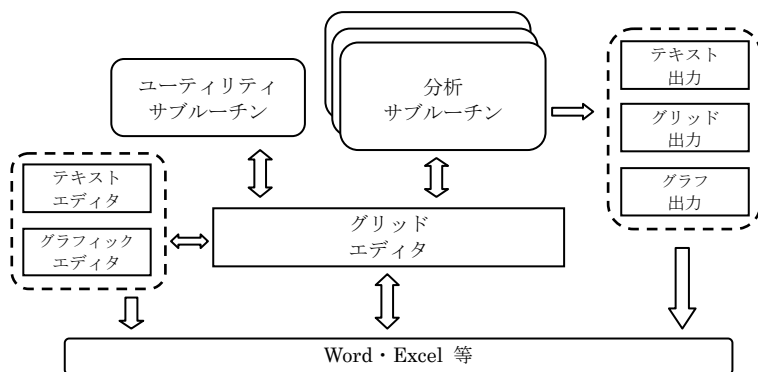 ユーティリティ
サブルーチン
分析
サブルーチン
テキスト
出力
グリッド
出力
グラフ
出力
テキスト
エディタ
グラフィック
エディタ
グリッド
エディタ
Word・Excel 等